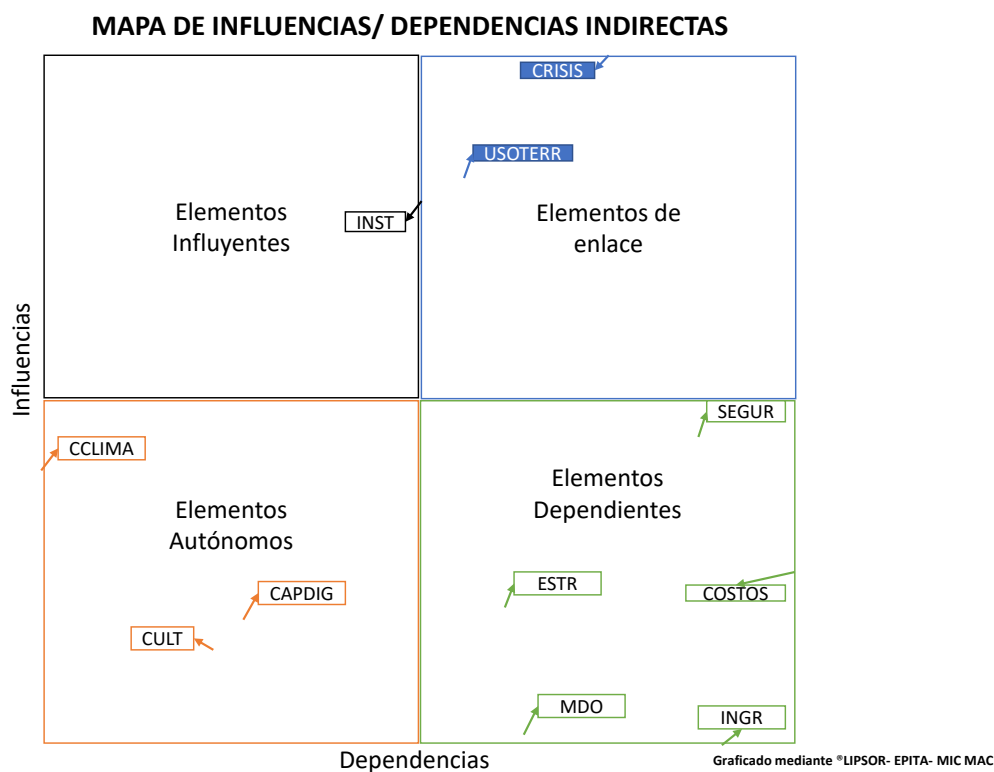 MAPA DE INFLUENCIAS/ DEPENDENCIAS INDIRECTAS
CRISIS
USOTERR
Elementos
Influyentes
INST
Elementos de
enlace
Influencias
SEGUR
CCLIMA
Elementos
Dependientes
Elementos
Autónomos
ESTR
COSTOS
CAPDIG
CULT
MDO
INGR
Dependencias
Graficado mediante ®LIPSOR- EPITA- MIC MAC